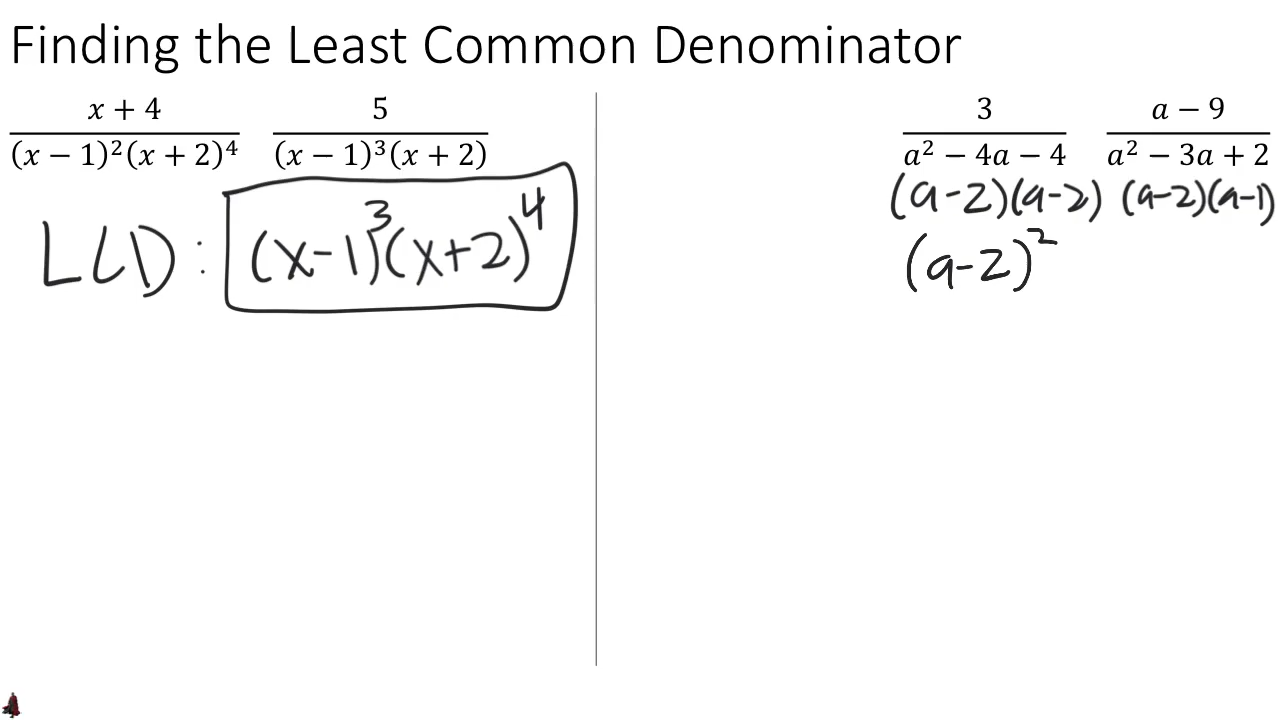 Finding the Least Common Denominator
x + 4
(x − 1)²(x + 2)⁴
5
(x − 1)³(x + 2)
LCD : (x-1)³(x+2)⁴
3
a² − 4a − 4
a − 9
a² − 3a + 2
(a-2)(a-2) (a-2)(a-1)
(a-2)²